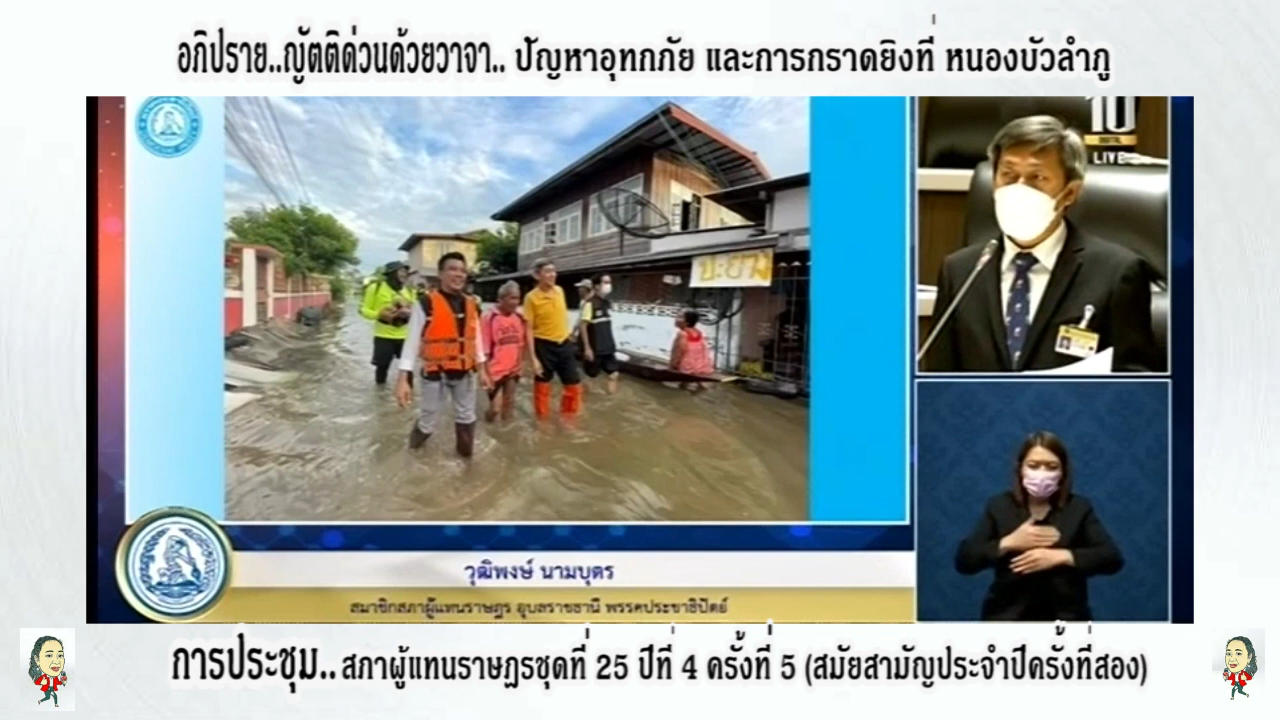 อภิปราย..ญัตติด่วนด้วยวาจา.. ปัญหาอุทกภัย และการกราดยิงที่ หนองบัวลำภู
10
LIVE
บะยาง
วุฒิพงษ์ นามบุตร
สมาชิกสภาผู้แทนราษฎร อุบลราชธานี พรรคประชาธิปัตย์
การประชุม.. สภาผู้แทนราษฎรชุดที่ 25 ปีที่ 4 ครั้งที่ 5 (สมัยสามัญประจำปีครั้งที่สอง)